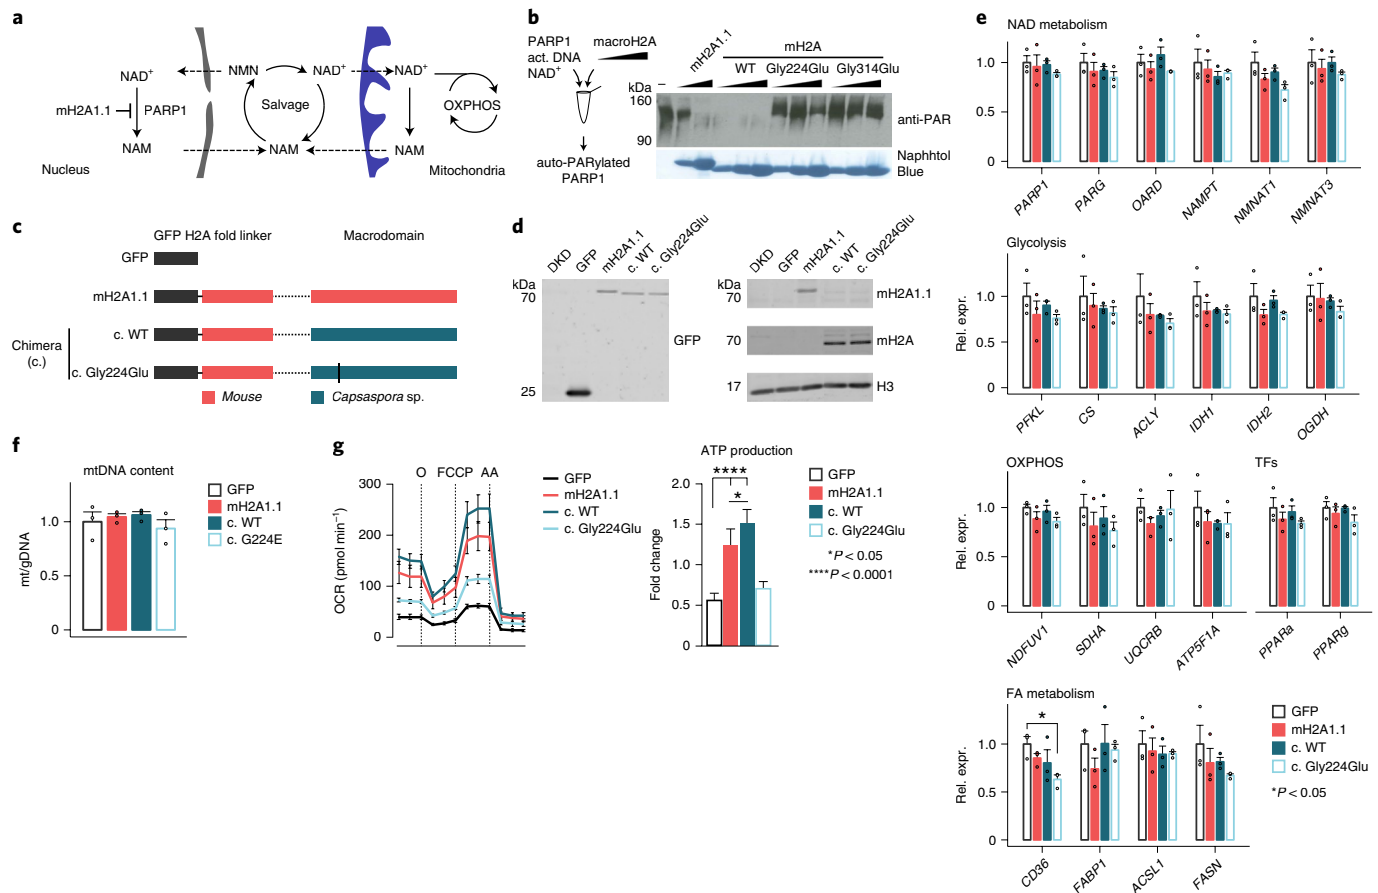 a
NAD+
NMN
NAD+
NAD+
mH2A1.1
PARP1
Salvage
OXPHOS
NAM
NAM
NAM
Nucleus
Mitochondria
b
PARP1
act. DNA
NAD+
macroH2A
auto-PARylated
PARP1
mH2A1.1
mH2A
WT
Gly224Glu
Gly314Glu
–
kDa
160
90
anti-PAR
Naphhtol
Blue
c
GFP H2A fold linker
Macrodomain
GFP
mH2A1.1
c. WT
c. Gly224Glu
Chimera
(c.)
Mouse
Capsaspora sp.
d
DKD
GFP
mH2A1.1
c. WT
c. Gly224Glu
kDa
70
25
GFP
DKD
GFP
mH2A1.1
c. WT
c. Gly224Glu
kDa
70
mH2A1.1
70
mH2A
17
H3
e
NAD metabolism
1.0
0.5
0
PARP1
PARG
OARD
NAMPT
NMNAT1
NMNAT3
Glycolysis
Rel. expr.
1.0
0.5
0
PFKL
CS
ACLY
IDH1
IDH2
OGDH
OXPHOS
TFs
Rel. expr.
1.0
0.5
0
NDFUV1
SDHA
UQCRB
ATP5F1A
PPARa
PPARg
FA metabolism
Rel. expr.
1.0
0.5
0
*
CD36
FABP1
ACSL1
FASN
GFP
mH2A1.1
c. WT
c. Gly224Glu
*P < 0.05
f
mtDNA content
mt/gDNA
1.0
0.5
0
GFP
mH2A1.1
c. WT
c. G224E
g
OCR (pmol min−1)
300
200
100
0
O
FCCP
AA
GFP
mH2A1.1
c. WT
c. Gly224Glu
ATP production
Fold change
2.0
1.5
1.0
0.5
0
****
*
GFP
mH2A1.1
c. WT
c. Gly224Glu
*P < 0.05
****P < 0.0001